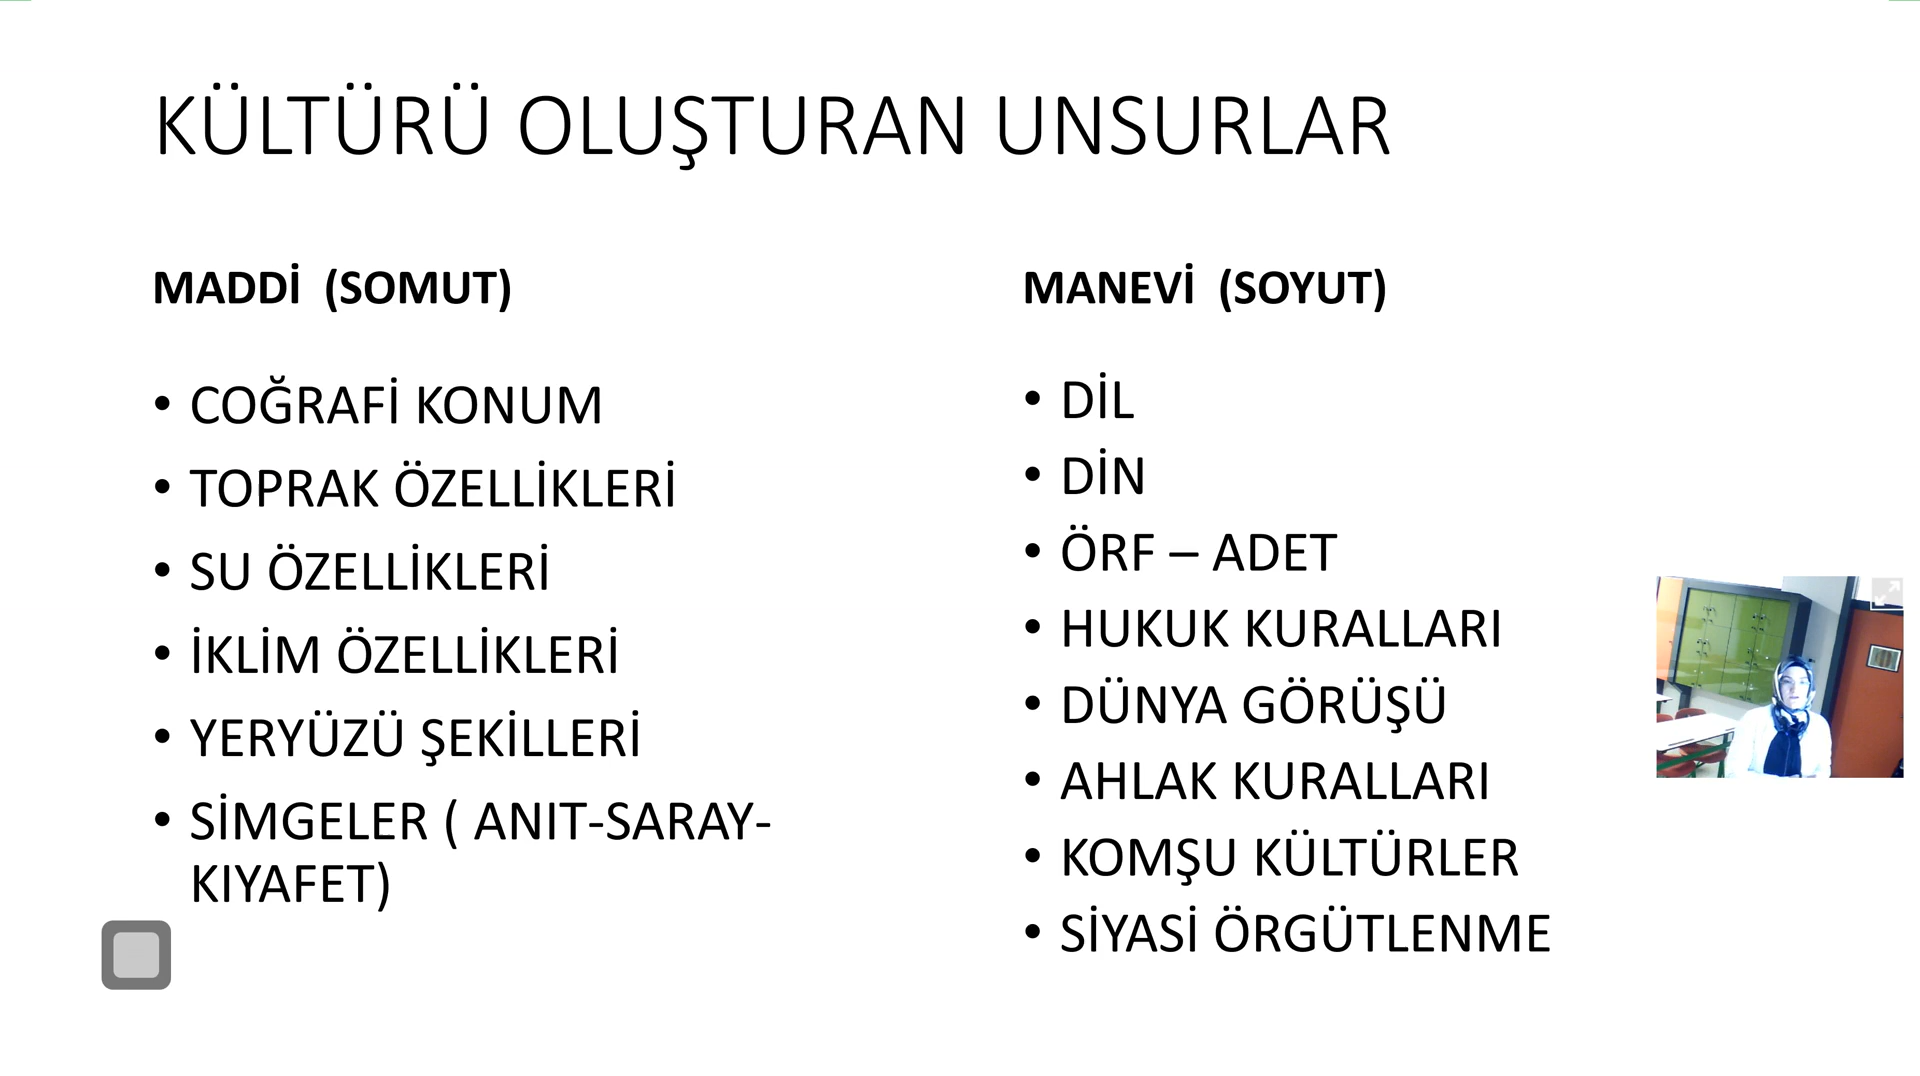 KÜLTÜRÜ OLUŞTURAN UNSURLAR
MADDİ (SOMUT)
• COĞRAFİ KONUM
• TOPRAK ÖZELLİKLERİ
• SU ÖZELLİKLERİ
• İKLİM ÖZELLİKLERİ
• YERYÜZÜ ŞEKİLLERİ
• SİMGELER ( ANIT-SARAY-
KIYAFET)
MANEVİ (SOYUT)
• DİL
• DİN
• ÖRF – ADET
• HUKUK KURALLARI
• DÜNYA GÖRÜŞÜ
• AHLAK KURALLARI
• KOMŞU KÜLTÜRLER
• SİYASİ ÖRGÜTLENME